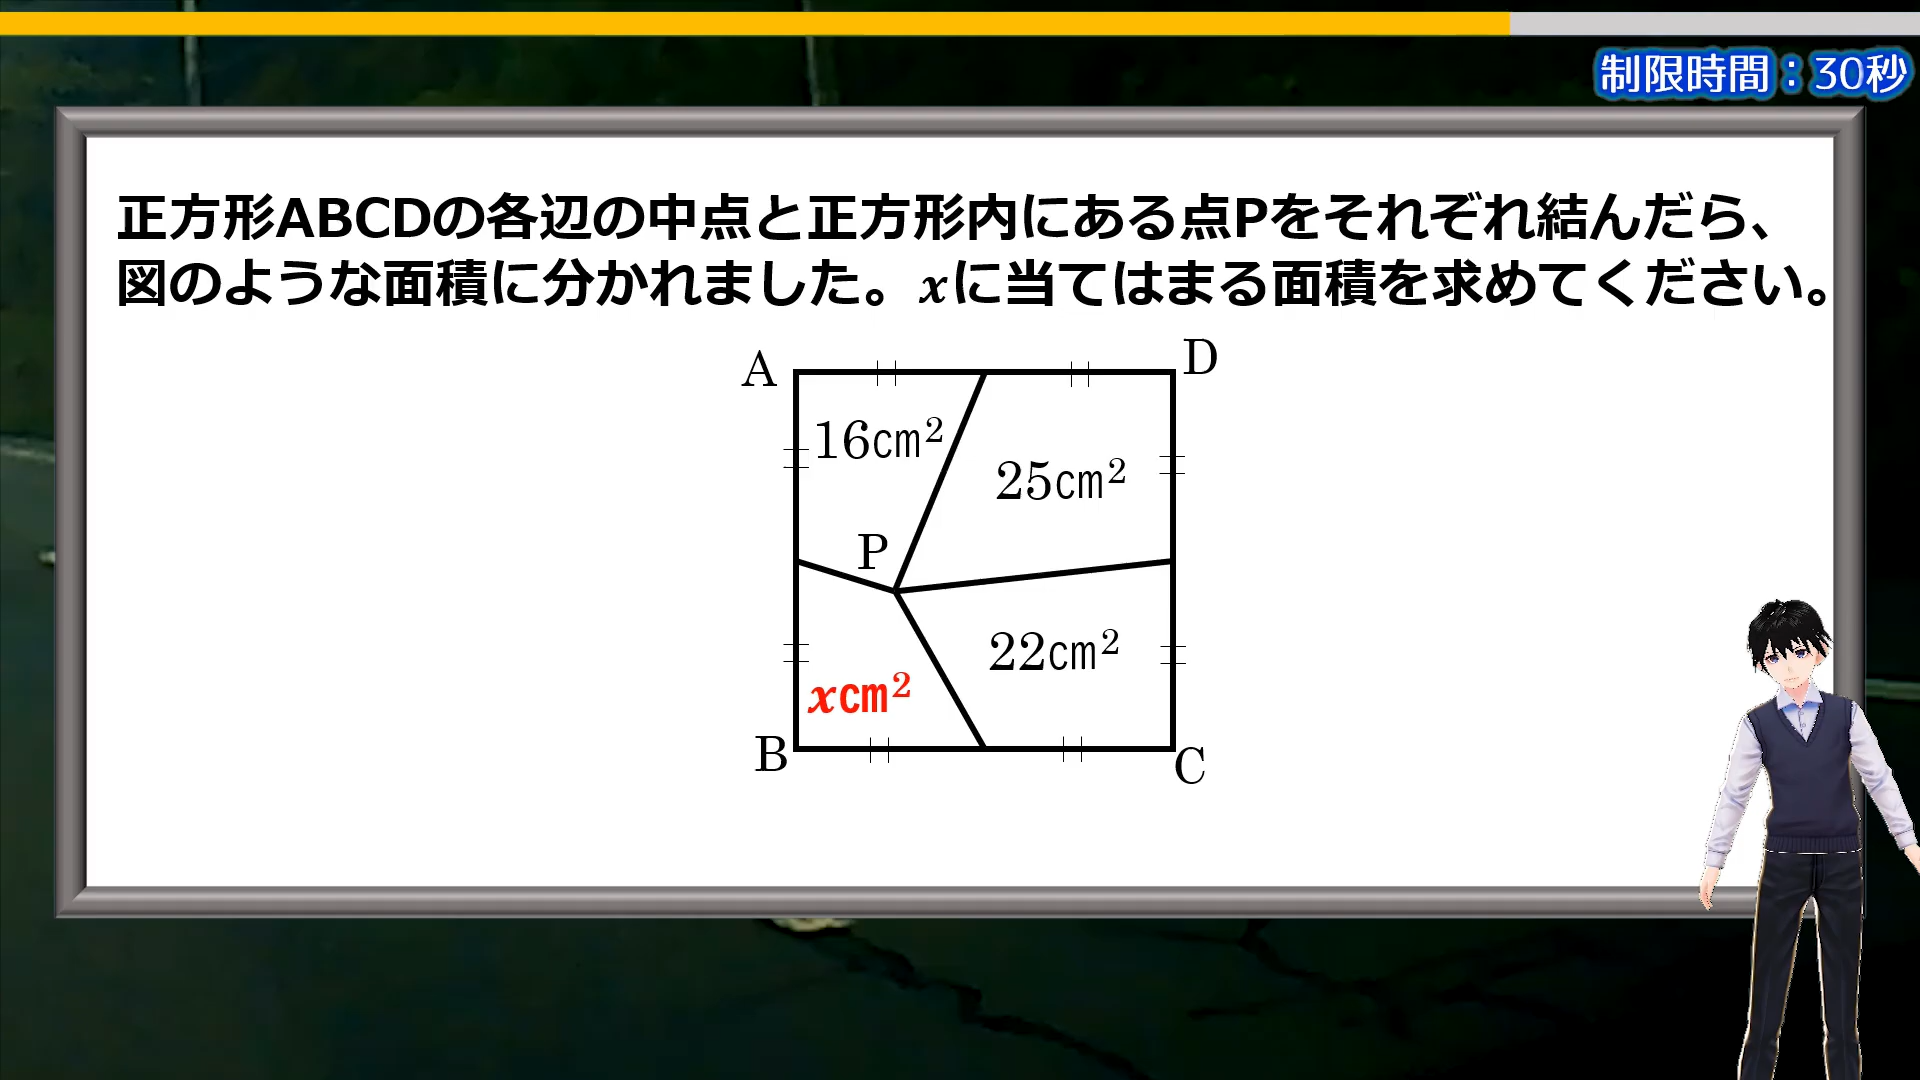 制限時間：30秒
正方形ABCDの各辺の中点と正方形内にある点Pをそれぞれ結んだら、
図のような面積に分かれました。xに当てはまる面積を求めてください。
A
D
16cm²
25cm²
P
22cm²
xcm²
B
C